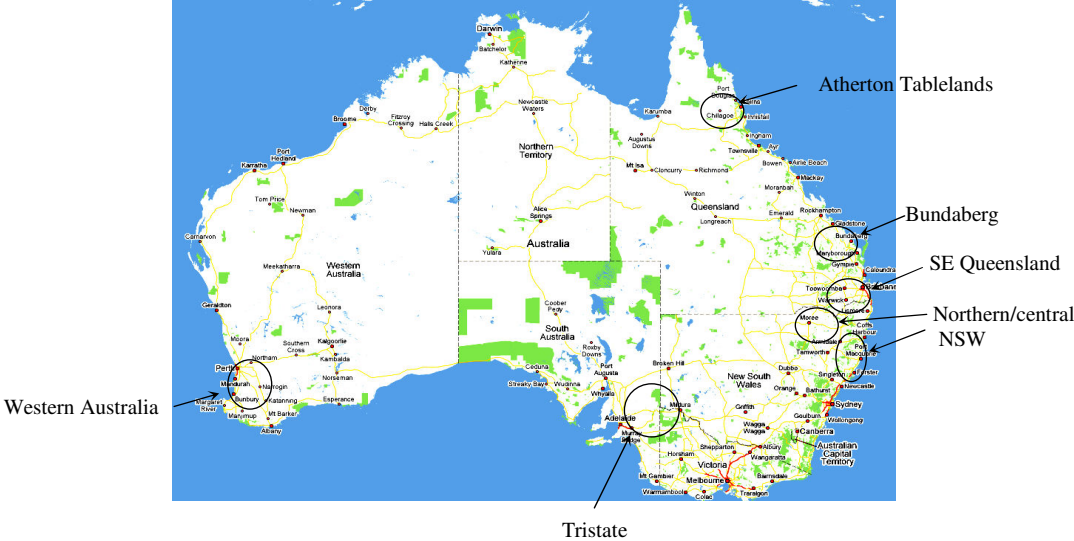 Atherton Tablelands
Bundaberg
SE Queensland
Northern/central
NSW
Western Australia
Tristate
Darwin
Batchelor
Katherine
Newcastle
Waters
Northern
Territory
Alice
Springs
Yulara
Australia
Derby
Broome
Fitzroy
Crossing
Halls Creek
Port
Hedland
Karratha
Tom Price
Newman
Carnarvon
Meekatharra
Western
Australia
Geraldton
Leonora
Moora
Southern
Cross
Kalgoorlie
Kambalda
Northam
Perth
Mandurah
Narrogin
Norseman
Bunbury
Katanning
Esperance
Margaret
River
Manjimup
Mt Barker
Albany
Coober
Pedy
South
Australia
Roxby
Downs
Ceduna
Streaky Bay
Wudinna
Port
Augusta
Whyalla
Adelaide
Murray
Bridge
Mt Gambier
Port
Douglas
Chillagoe
Innisfail
Karumba
Ingham
Augustus
Downs
Townsville
Ayr
Bowen
Airlie Beach
Mt Isa
Cloncurry
Richmond
Mackay
Moranbah
Winton
Queensland
Longreach
Emerald
Rockhampton
Gladstone
Bundaberg
Maryborough
Gympie
Caloundra
Toowoomba
Warwick
Lismore
Moree
Coffs
Harbour
Armidale
Port
Macquarie
Tamworth
Forster
Broken Hill
New South
Wales
Dubbo
Singleton
Newcastle
Orange
Bathurst
Sydney
Mildura
Griffith
Wollongong
Goulburn
Wagga
Wagga
Canberra
Australian
Capital
Territory
Shepparton
Albury
Wangaratta
Horsham
Victoria
Melbourne
Bairnsdale
Warrnambool
Colac
Traralgon